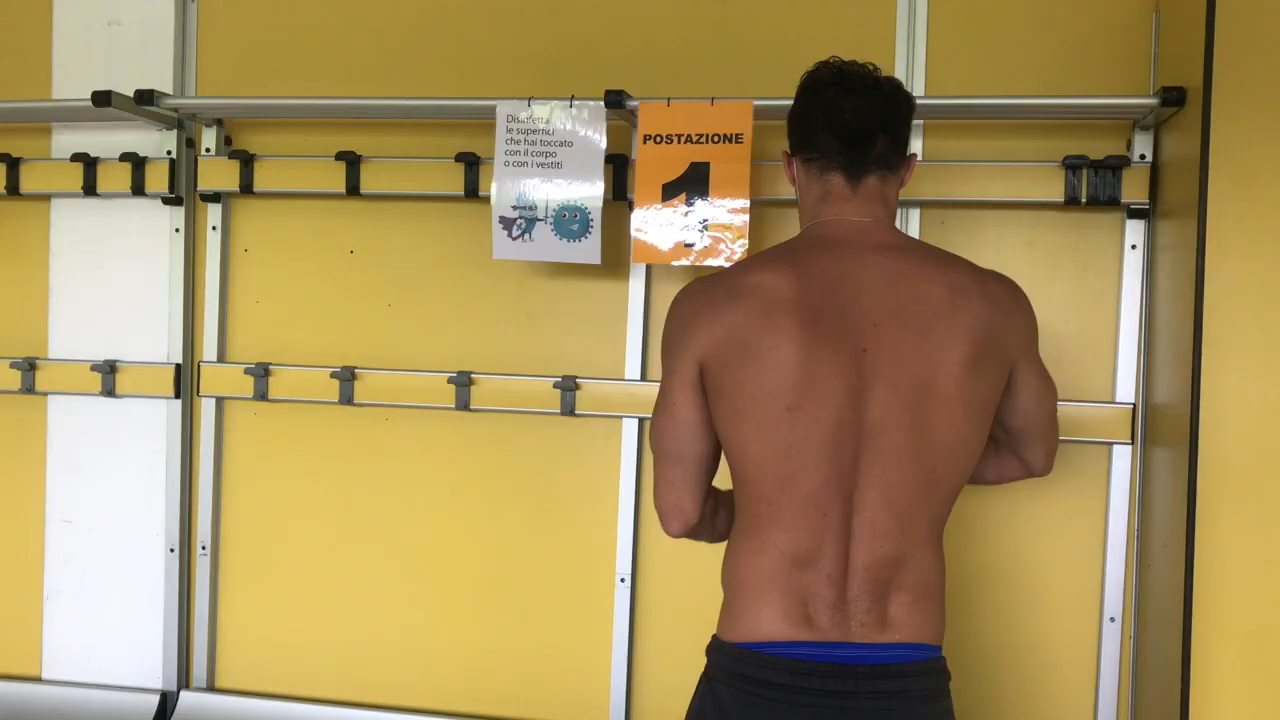 Disinfetta
le superfici
che hai toccato
con il corpo
o con i vestiti
POSTAZIONE
1